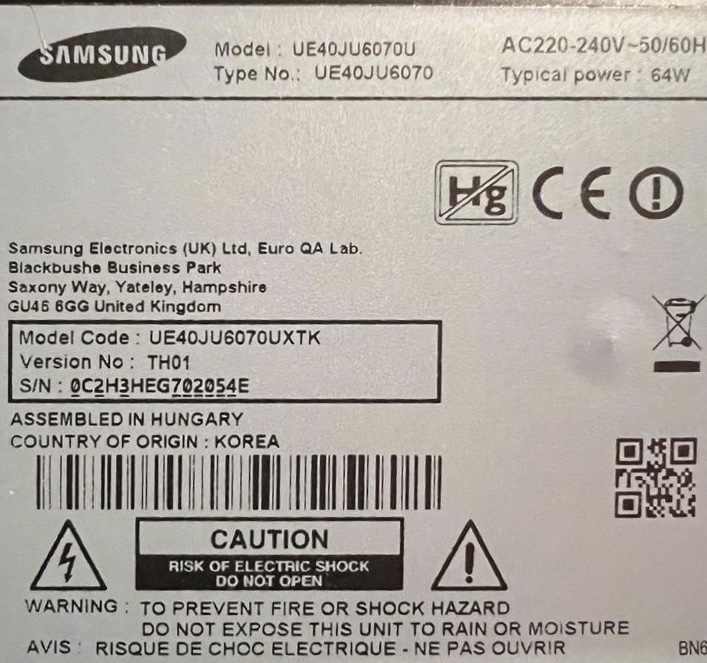 SAMSUNG
Model : UE40JU6070U
Type No.: UE40JU6070
AC220-240V~50/60H
Typical power : 64W
Hg CE
Samsung Electronics (UK) Ltd, Euro QA Lab.
Blackbushe Business Park
Saxony Way, Yateley, Hampshire
GU46 6GG United Kingdom
Model Code : UE40JU6070UXTK
Version No : TH01
S/N : 0C2H3HEG702054E
ASSEMBLED IN HUNGARY
COUNTRY OF ORIGIN : KOREA
CAUTION
RISK OF ELECTRIC SHOCK
DO NOT OPEN
WARNING : TO PREVENT FIRE OR SHOCK HAZARD
DO NOT EXPOSE THIS UNIT TO RAIN OR MOISTURE
AVIS : RISQUE DE CHOC ELECTRIQUE - NE PAS OUVRIR
BN6